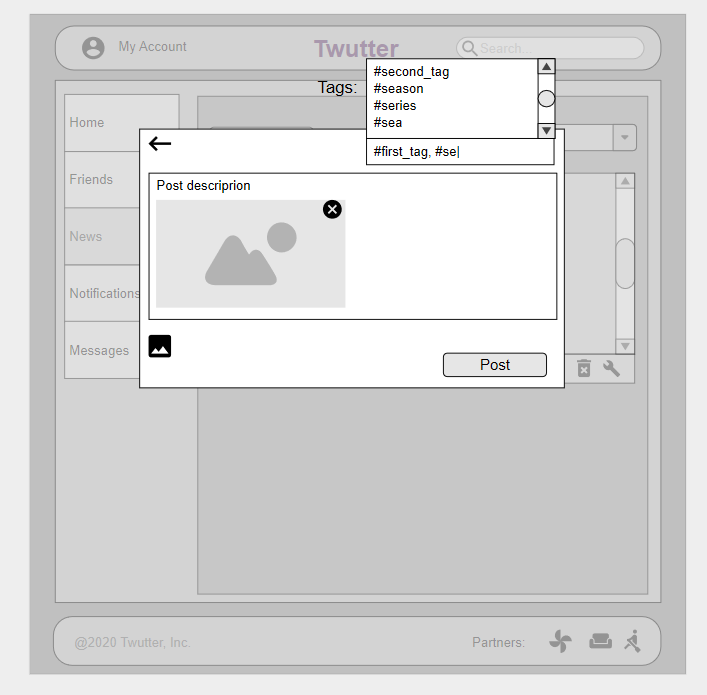 My Account
Twutter
Search...
Tags:
#second_tag
#season
#series
#sea
#first_tag, #se
Home
Friends
News
Notifications
Messages
Post descriprion
Post
@2020 Twutter, Inc.
Partners: